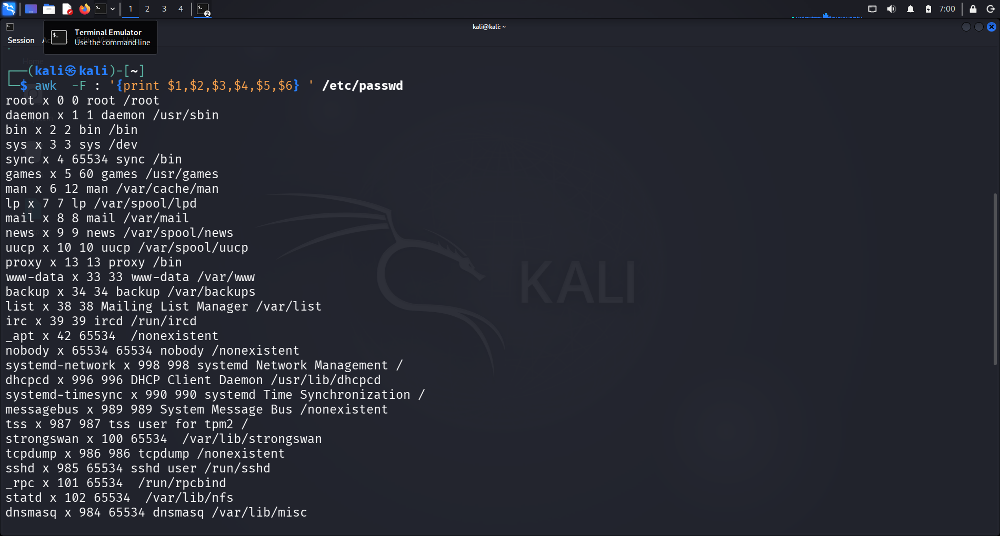 1 2 3 4 2 7:00
kali@kali: ~
Session
Terminal Emulator
Use the command line
Home
┌──(kali㉿kali)-[~]
└─$ awk  -F : '{print $1,$2,$3,$4,$5,$6} ' /etc/passwd
root x 0 0 root /root
daemon x 1 1 daemon /usr/sbin
bin x 2 2 bin /bin
sys x 3 3 sys /dev
sync x 4 65534 sync /bin
games x 5 60 games /usr/games
man x 6 12 man /var/cache/man
lp x 7 7 lp /var/spool/lpd
mail x 8 8 mail /var/mail
news x 9 9 news /var/spool/news
uucp x 10 10 uucp /var/spool/uucp
proxy x 13 13 proxy /bin
www-data x 33 33 www-data /var/www
backup x 34 34 backup /var/backups
list x 38 38 Mailing List Manager /var/list
irc x 39 39 ircd /run/ircd
_apt x 42 65534  /nonexistent
nobody x 65534 65534 nobody /nonexistent
systemd-network x 998 998 systemd Network Management /
dhcpcd x 996 996 DHCP Client Daemon /usr/lib/dhcpcd
systemd-timesync x 990 990 systemd Time Synchronization /
messagebus x 989 989 System Message Bus /nonexistent
tss x 987 987 tss user for tpm2 /
strongswan x 100 65534  /var/lib/strongswan
tcpdump x 986 986 tcpdump /nonexistent
sshd x 985 65534 sshd user /run/sshd
_rpc x 101 65534  /run/rpcbind
statd x 102 65534  /var/lib/nfs
dnsmasq x 984 65534 dnsmasq /var/lib/misc
KALI